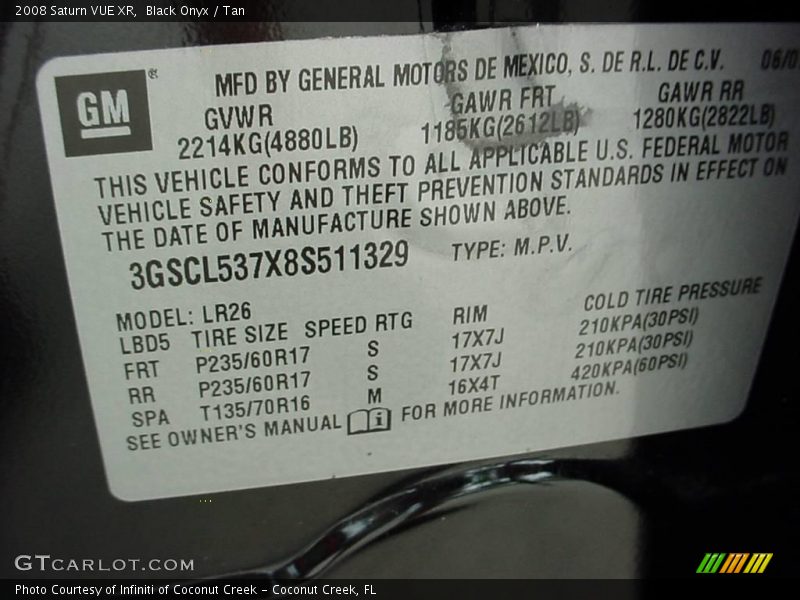 2008 Saturn VUE XR, Black Onyx / Tan
GM ®
MFD BY GENERAL MOTORS DE MEXICO, S. DE R.L. DE C.V. 06/0
GVWR GAWR FRT GAWR RR
2214KG(4880LB) 1185KG(2612LB) 1280KG(2822LB)
THIS VEHICLE CONFORMS TO ALL APPLICABLE U.S. FEDERAL MOTOR
VEHICLE SAFETY AND THEFT PREVENTION STANDARDS IN EFFECT ON
THE DATE OF MANUFACTURE SHOWN ABOVE.
3GSCL537X8S511329 TYPE: M.P.V.
MODEL: LR26
LBD5 TIRE SIZE SPEED RTG RIM COLD TIRE PRESSURE
FRT P235/60R17 S 17X7J 210KPA(30PSI)
RR P235/60R17 S 17X7J 210KPA(30PSI)
SPA T135/70R16 M 16X4T 420KPA(60PSI)
SEE OWNER'S MANUAL i FOR MORE INFORMATION.
GTCARLOT.COM
Photo Courtesy of Infiniti of Coconut Creek - Coconut Creek, FL